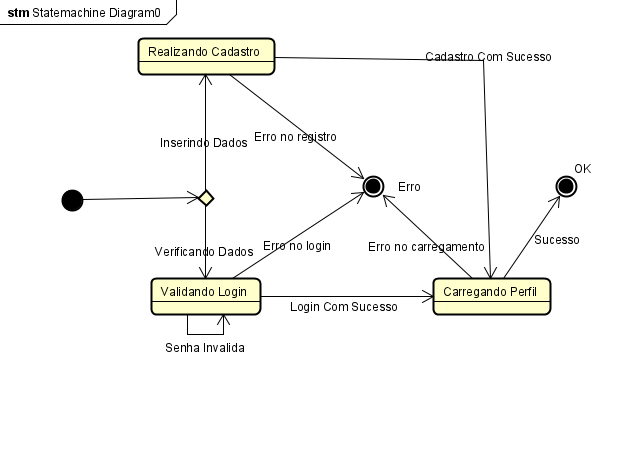 stm Statemachine Diagram0
Realizando Cadastro
Cadastro Com Sucesso
Inserindo Dados
Erro no registro
OK
Erro
Verificando Dados
Erro no login
Erro no carregamento
Sucesso
Validando Login
Carregando Perfil
Login Com Sucesso
Senha Invalida